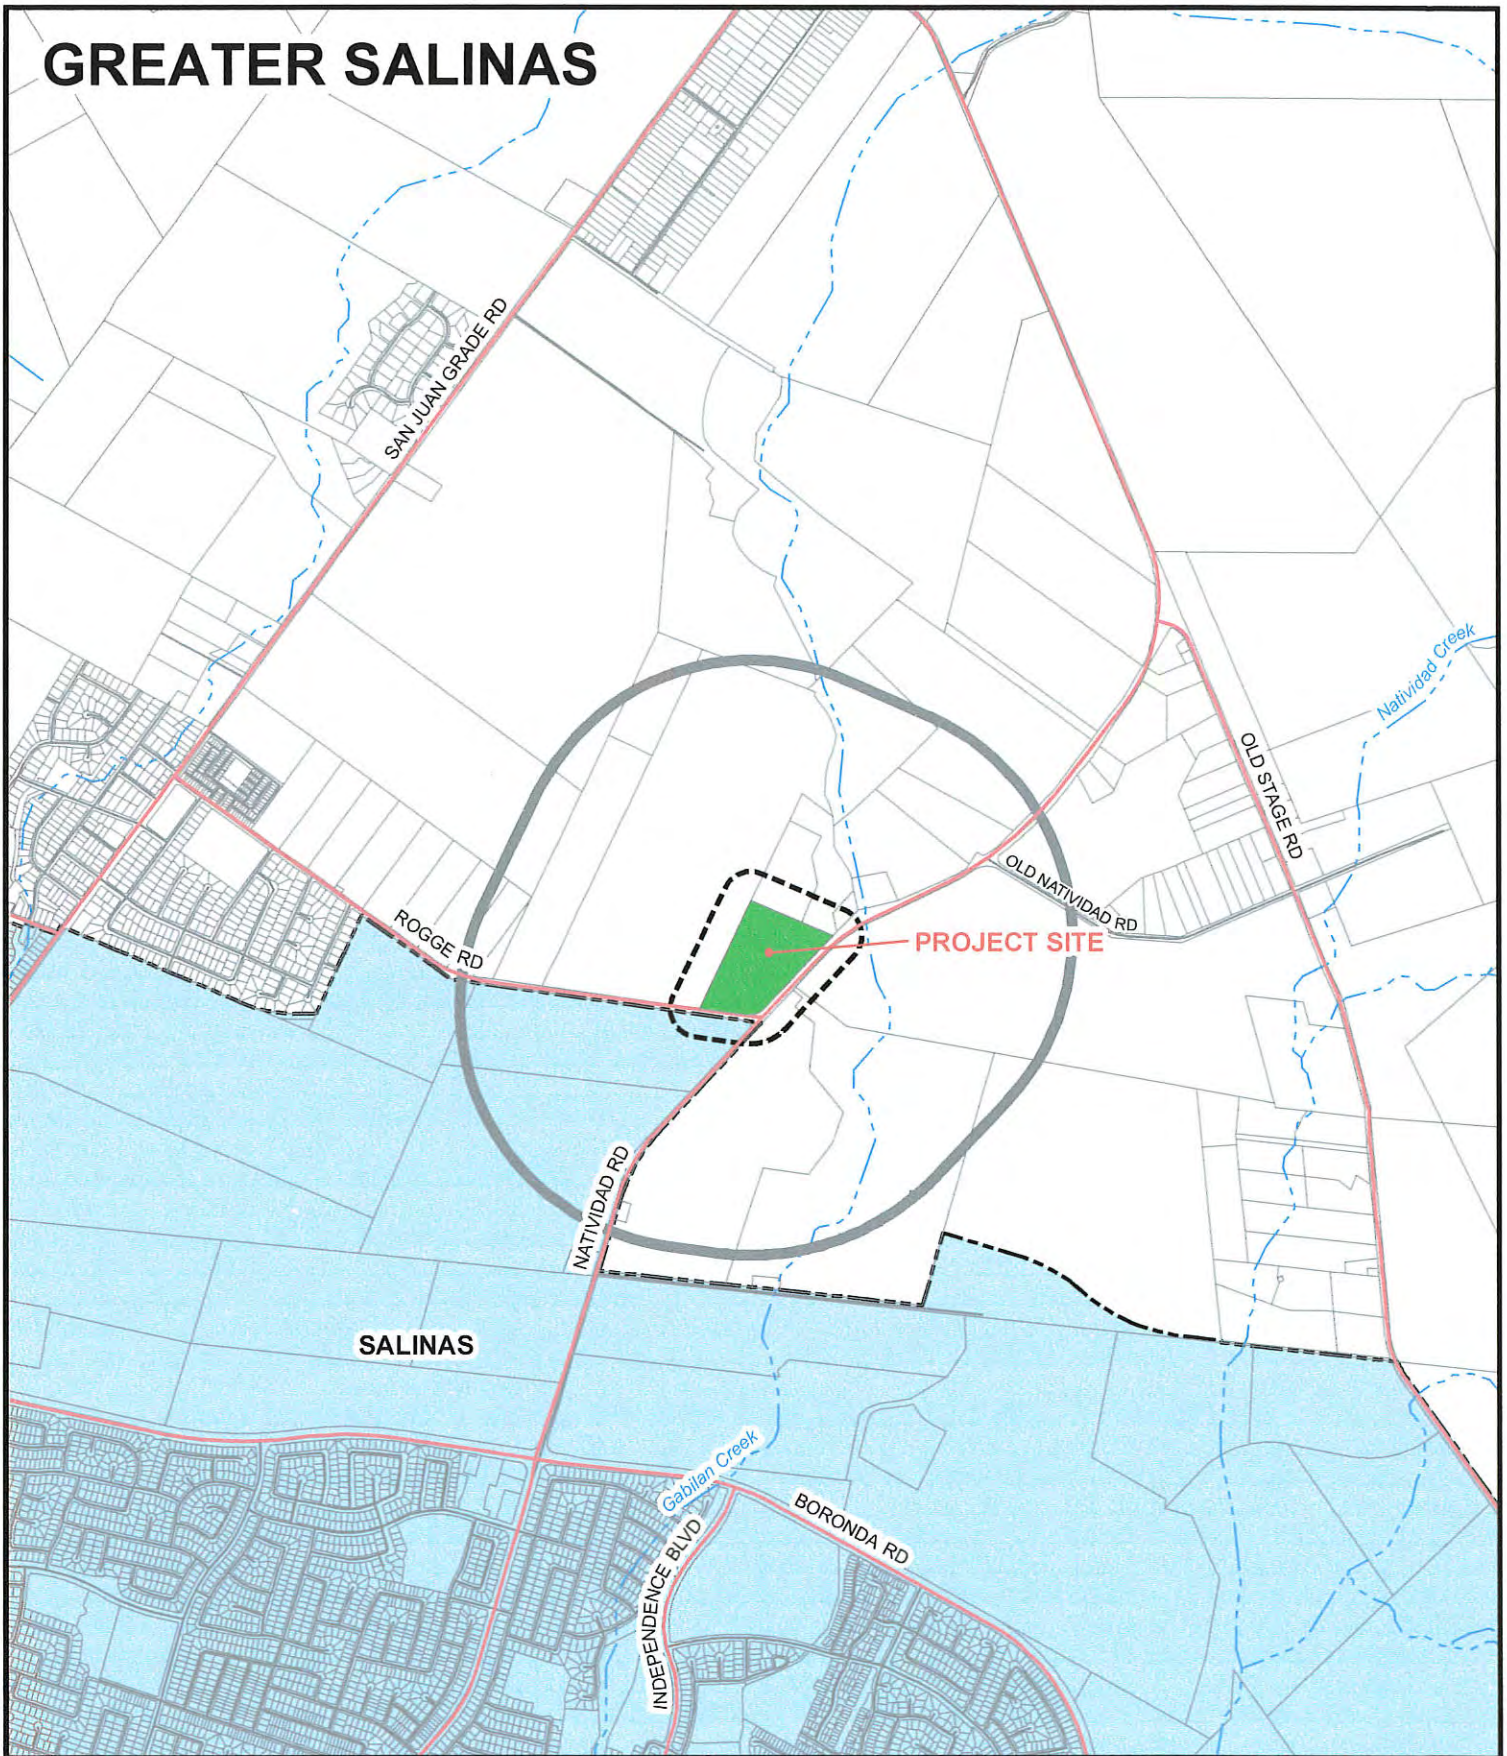 GREATER SALINAS
SAN JUAN GRADE RD
Natividad Creek
OLD STAGE RD
OLD NATIVIDAD RD
ROGGE RD
PROJECT SITE
NATIVIDAD RD
SALINAS
Gabilan Creek
BORONDA RD
INDEPENDENCE BLVD